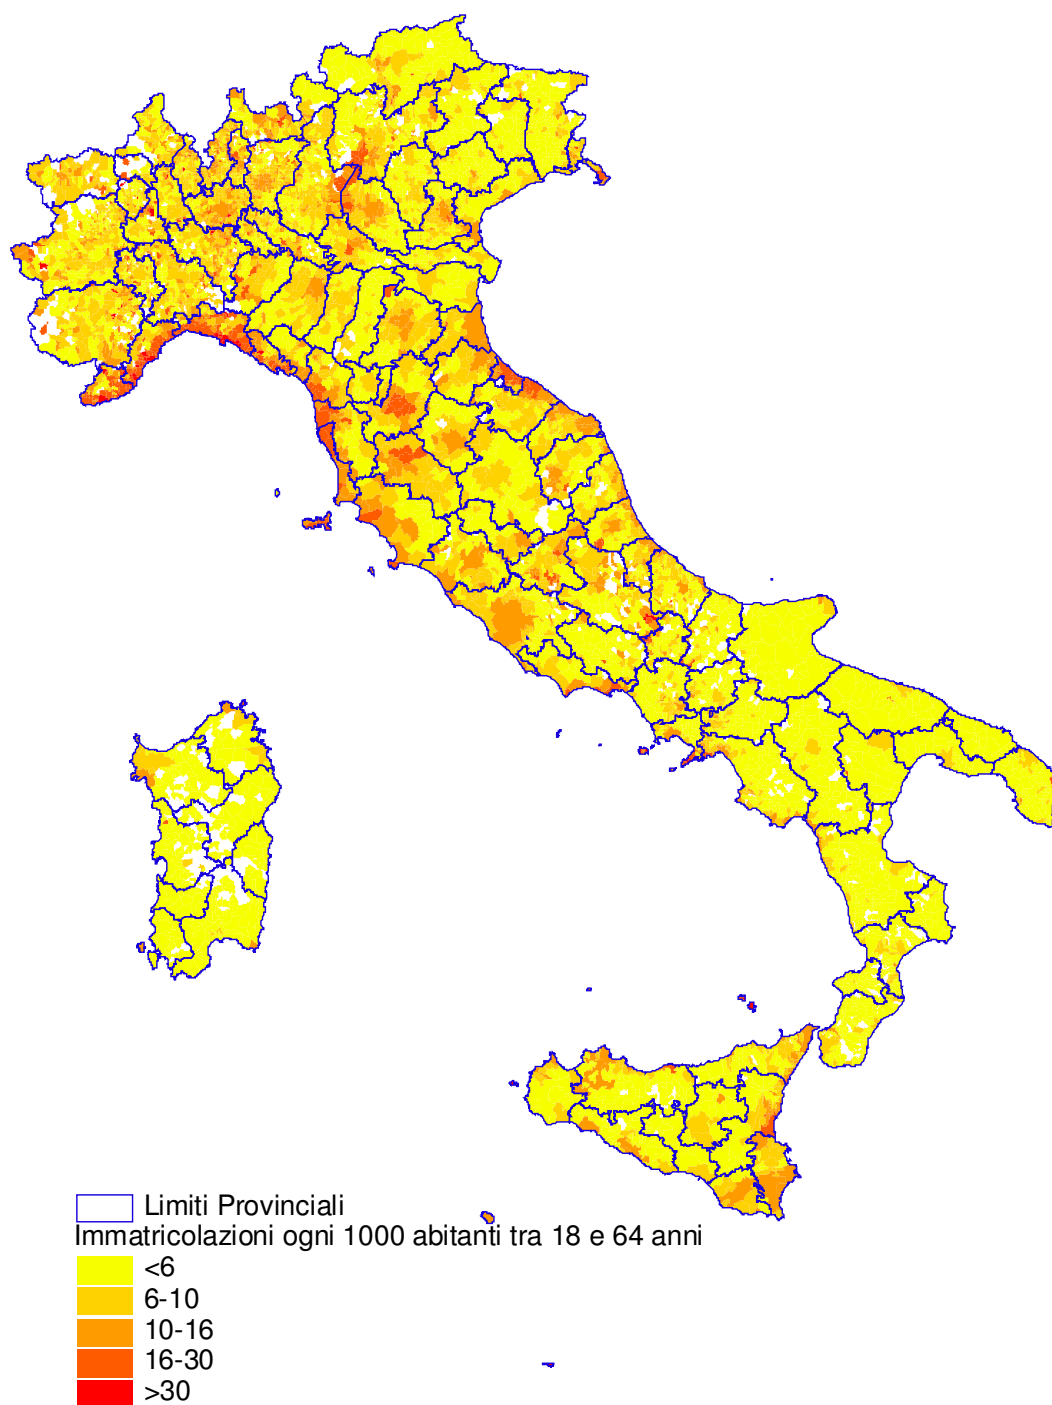 Limiti Provinciali
Immatricolazioni ogni 1000 abitanti tra 18 e 64 anni
<6
6-10
10-16
16-30
>30